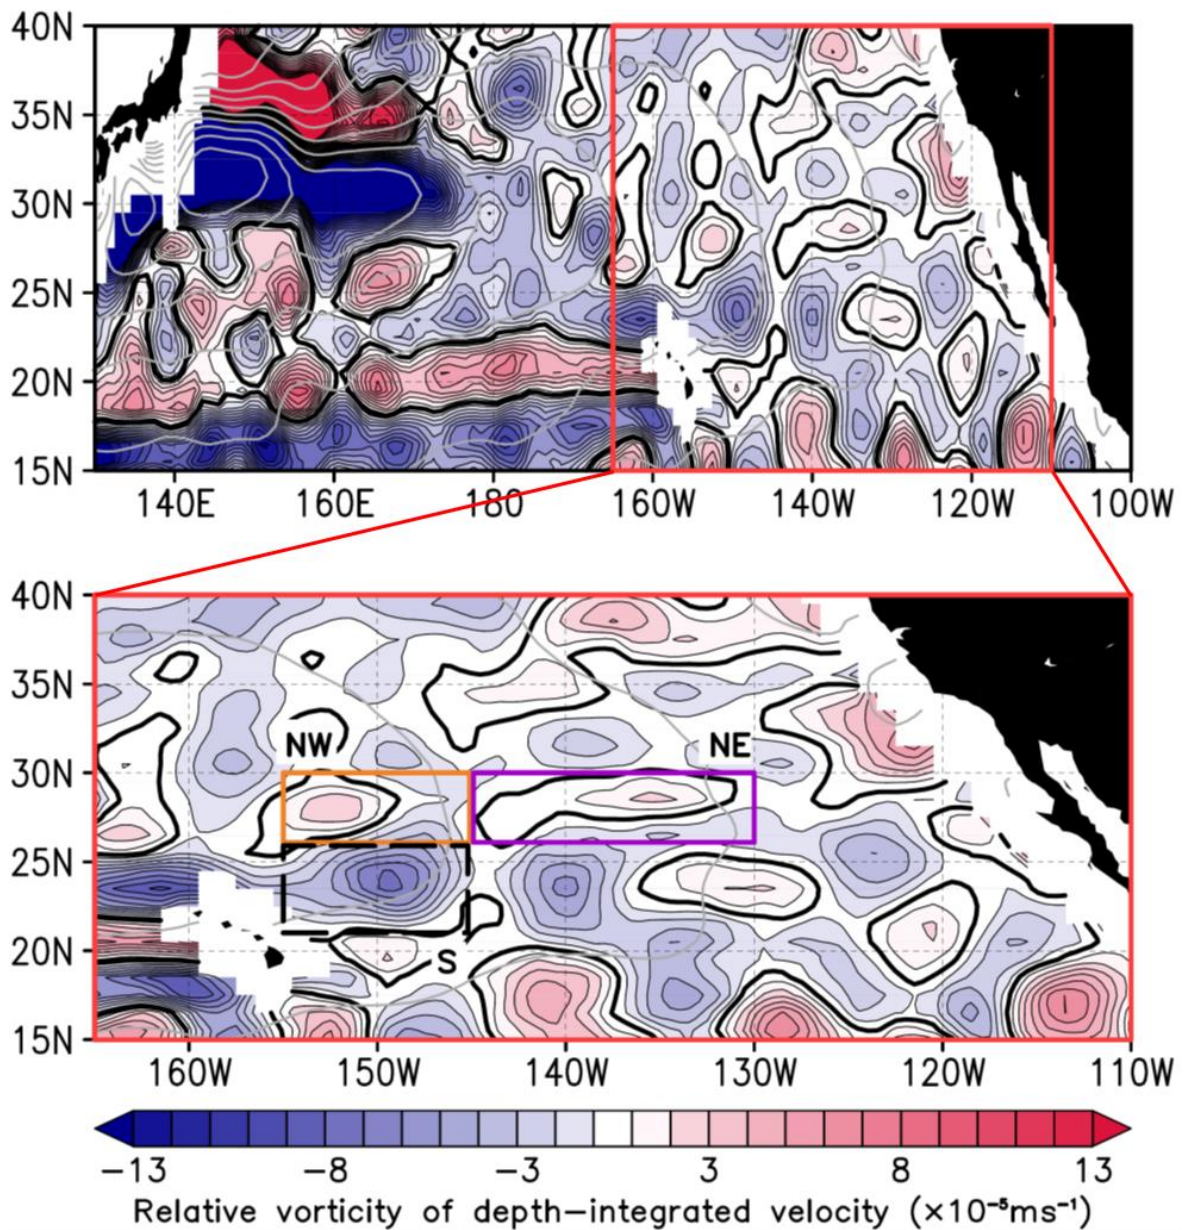 40N
35N
30N
25N
20N
15N
140E 160E 180 160W 140W 120W 100W
40N
35N
30N
25N
20N
15N
NW NE
S
160W 150W 140W 130W 120W 110W
−13 −8 −3 3 8 13
Relative vorticity of depth−integrated velocity (×10⁻⁵ms⁻¹)